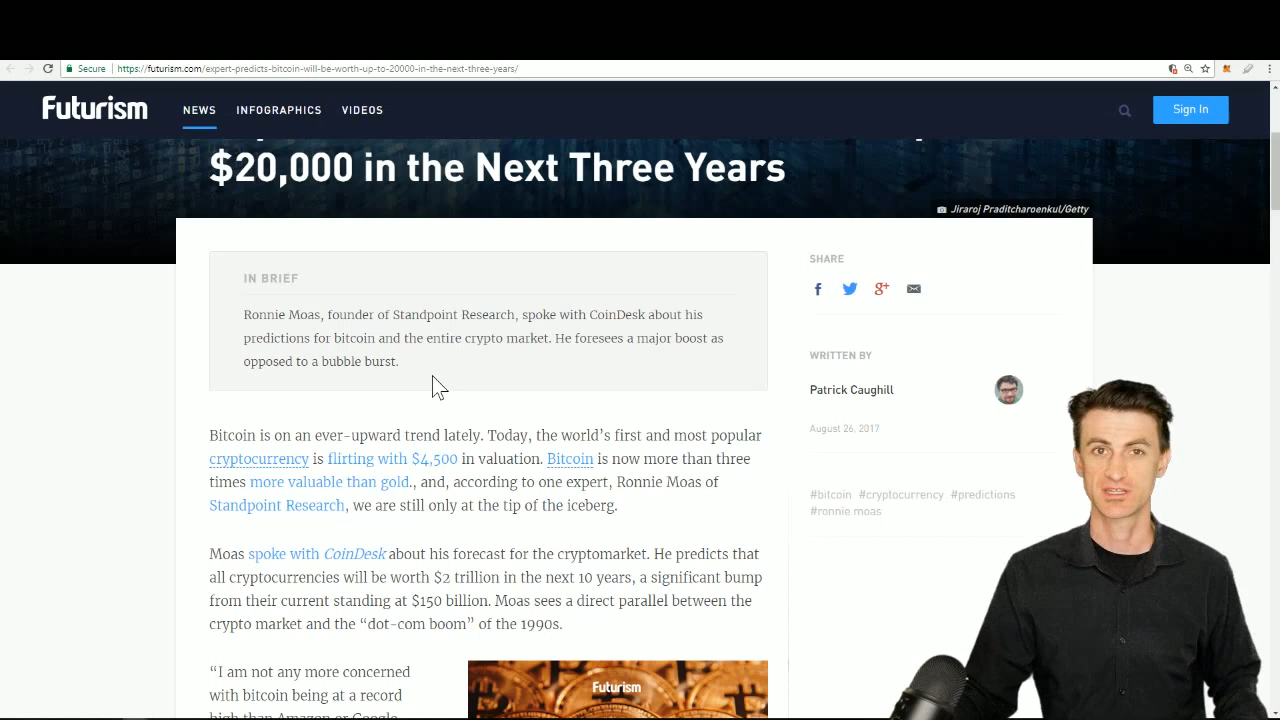 Secure
https://futurism.com/expert-predicts-bitcoin-will-be-worth-up-to-20000-in-the-next-three-years/
Futurism
NEWS
INFOGRAPHICS
VIDEOS
Sign In
$20,000 in the Next Three Years
Jiraroj Praditcharoenkul/Getty
IN BRIEF
Ronnie Moas, founder of Standpoint Research, spoke with CoinDesk about his
predictions for bitcoin and the entire crypto market. He foresees a major boost as
opposed to a bubble burst.
Bitcoin is on an ever-upward trend lately. Today, the world's first and most popular
cryptocurrency is flirting with $4,500 in valuation. Bitcoin is now more than three
times more valuable than gold., and, according to one expert, Ronnie Moas of
Standpoint Research, we are still only at the tip of the iceberg.
Moas spoke with CoinDesk about his forecast for the cryptomarket. He predicts that
all cryptocurrencies will be worth $2 trillion in the next 10 years, a significant bump
from their current standing at $150 billion. Moas sees a direct parallel between the
crypto market and the “dot-com boom” of the 1990s.
“I am not any more concerned
with bitcoin being at a record
high than Amazon or Google
Futurism
SHARE
WRITTEN BY
Patrick Caughill
August 26, 2017
#bitcoin #cryptocurrency #predictions
#ronnie moas